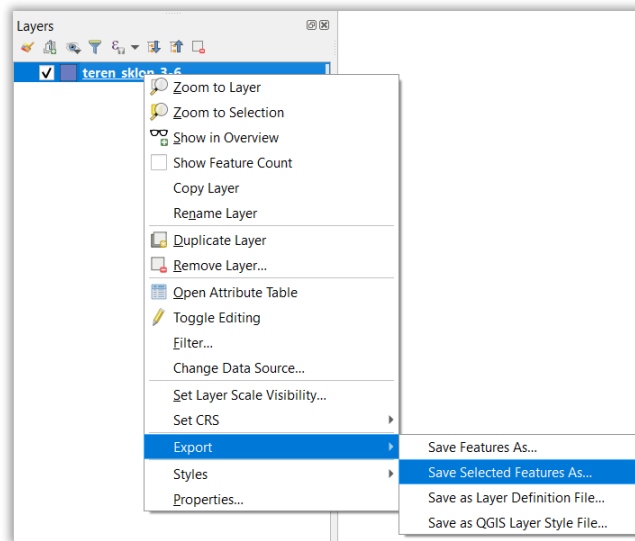 Layers
teren_sklon_3-6
Zoom to Layer
Zoom to Selection
Show in Overview
Show Feature Count
Copy Layer
Rename Layer
Duplicate Layer
Remove Layer...
Open Attribute Table
Toggle Editing
Filter...
Change Data Source...
Set Layer Scale Visibility...
Set CRS
Export
Styles
Properties...
Save Features As...
Save Selected Features As...
Save as Layer Definition File...
Save as QGIS Layer Style File...